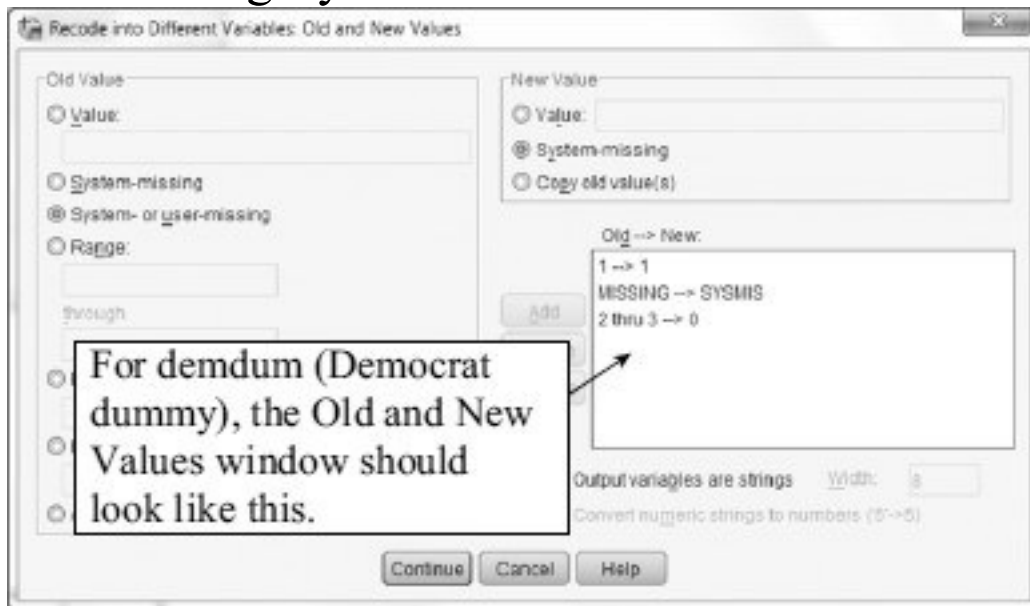 Recode into Different Variables: Old and New Values
Old Value
Value:
System-missing
System- or user-missing
Range:
through
New Value
Value:
System-missing
Copy old value(s)
Old --> New:
1 --> 1
MISSING --> SYSMIS
2 thru 3 --> 0
Add
For demdum (Democrat
dummy), the Old and New
Values window should
look like this.
Output variables are strings Width: 8
Convert numeric strings to numbers ('5'->5)
Continue Cancel Help